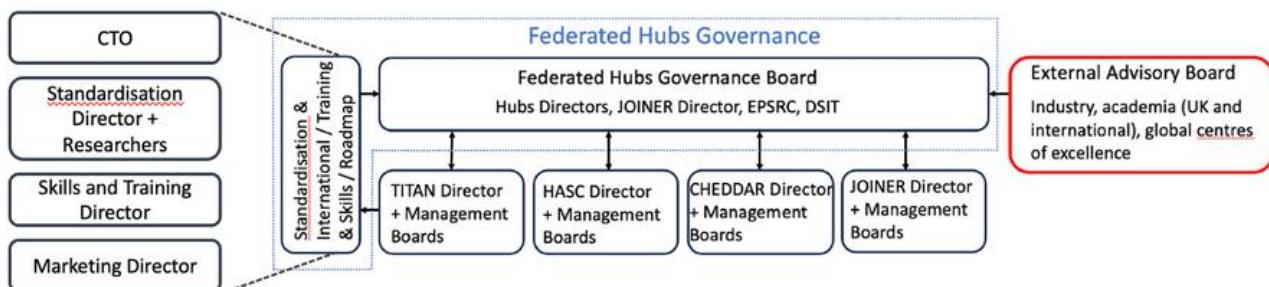 CTO
Standardisation
Director +
Researchers
Skills and Training
Director
Marketing Director
Standardisation &
International / Training
& Skills / Roadmap
Federated Hubs Governance
Federated Hubs Governance Board
Hubs Directors, JOINER Director, EPSRC, DSIT
TITAN Director
+ Management
Boards
HASC Director
+ Management
Boards
CHEDDAR Director
+ Management
Boards
JOINER Director
+ Management
Boards
External Advisory Board
Industry, academia (UK and
international), global centres
of excellence